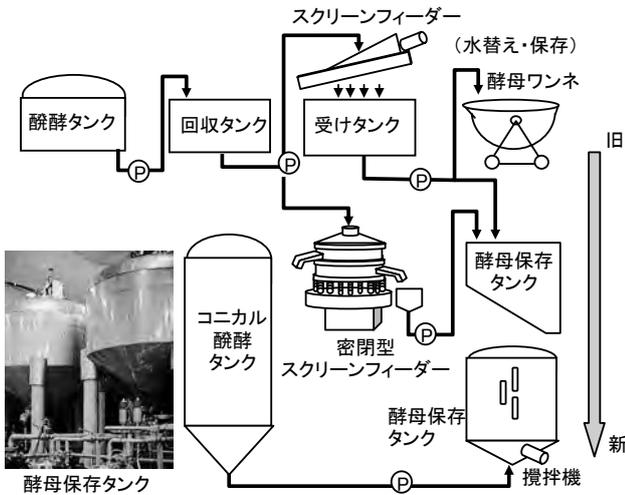 スクリーンフィーダー
(水替え・保存)
酵母ワンネ
醗酵タンク
回収タンク
受けタンク
P
P
P
旧
酵母保存
タンク
コニカル
醗酵
タンク
密閉型
スクリーンフィーダー
P
酵母保存
タンク
新
攪拌機
酵母保存タンク
P